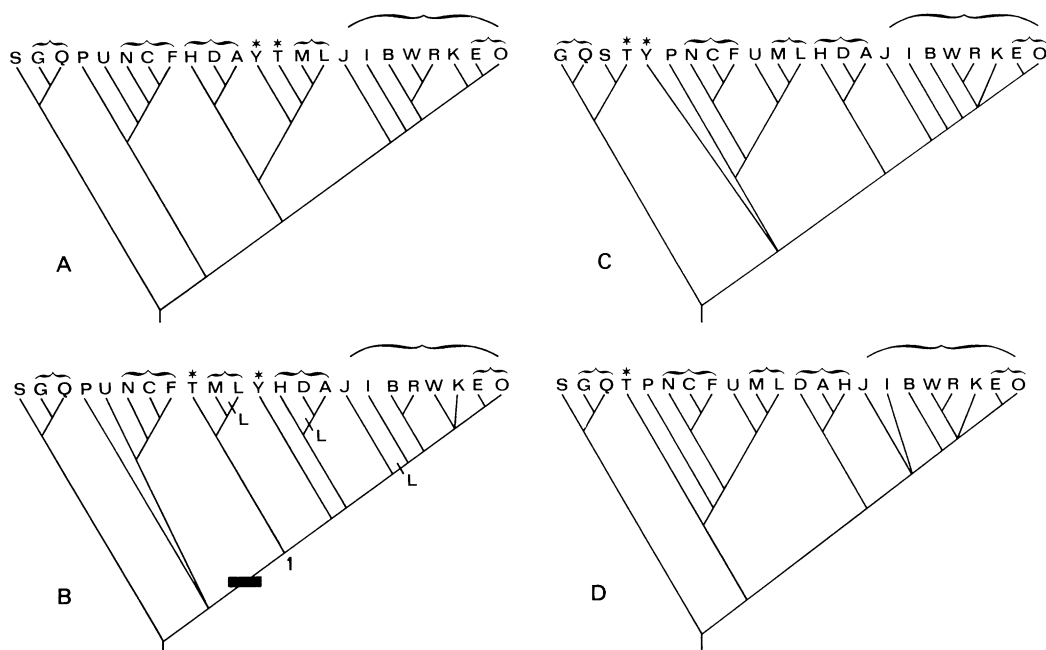 * *
S G Q P U N C F H D A Y T M L J I B W R K E O
A
* *
G Q S T Y P N C F U M L H D A J I B W R K E O
C
* *
S G Q P U N C F T M L Y H D A J I B R W K E O
L
L
L
1
B
*
S G Q T P N C F U M L D A H J I B W R K E O
D